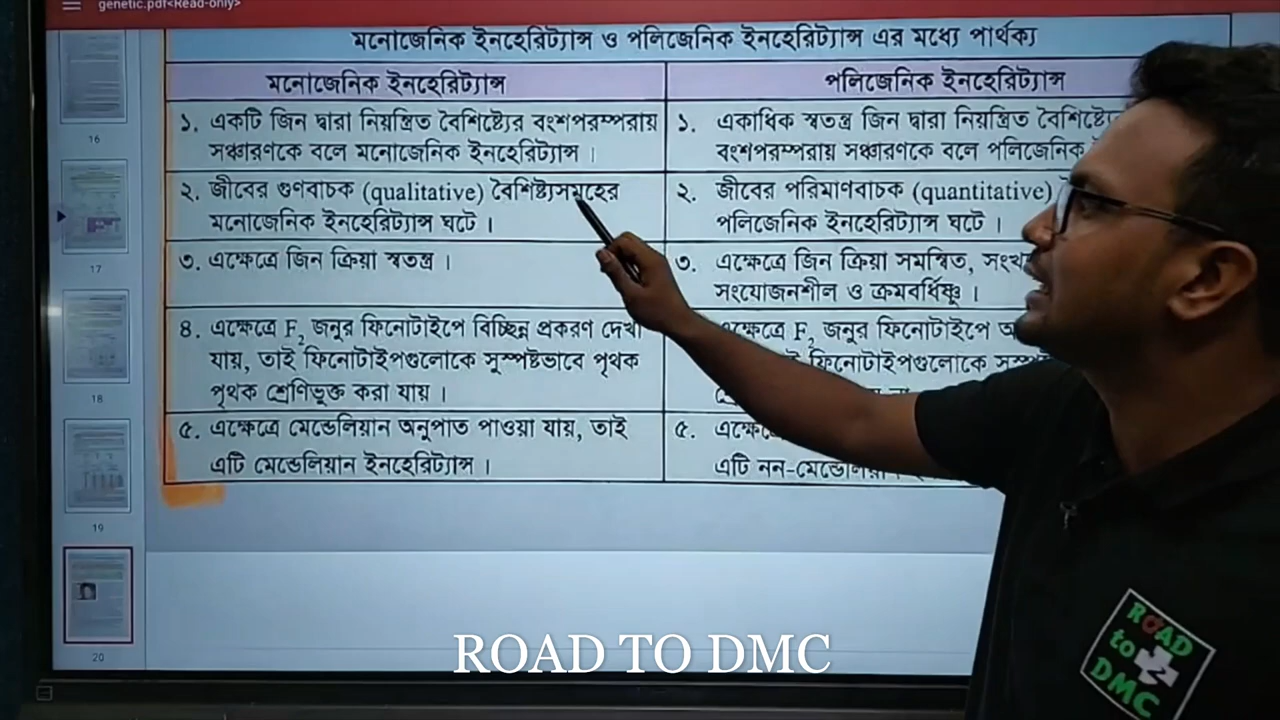 genetic.pdf<Read-only>
মনোজেনিক ইনহেরিট্যান্স ও পলিজেনিক ইনহেরিট্যান্স এর মধ্যে পার্থক্য
মনোজেনিক ইনহেরিট্যান্স
১. একটি জিন দ্বারা নিয়ন্ত্রিত বৈশিষ্ট্যের বংশপরম্পরায়
সঞ্চারণকে বলে মনোজেনিক ইনহেরিট্যান্স।
২. জীবের গুণবাচক (qualitative) বৈশিষ্ট্যসমূহের
মনোজেনিক ইনহেরিট্যান্স ঘটে।
৩. এক্ষেত্রে জিন ক্রিয়া স্বতন্ত্র।
৪. এক্ষেত্রে F₂ জনুর ফিনোটাইপে বিচ্ছিন্ন প্রকরণ দেখা
যায়, তাই ফিনোটাইপগুলোকে সুস্পষ্টভাবে পৃথক
পৃথক শ্রেণিভুক্ত করা যায়।
৫. এক্ষেত্রে মেন্ডেলিয়ান অনুপাত পাওয়া যায়, তাই
এটি মেন্ডেলিয়ান ইনহেরিট্যান্স।
পলিজেনিক ইনহেরিট্যান্স
১. একাধিক স্বতন্ত্র জিন দ্বারা নিয়ন্ত্রিত
বংশপরম্পরায় সঞ্চারণকে বলে পলিজেনিক
২. জীবের পরিমাণবাচক (quantitative)
পলিজেনিক ইনহেরিট্যান্স ঘটে।
৩. এক্ষেত্রে জিন ক্রিয়া সমন্বিত,
সংযোজনশীল ও ক্রমবর্ধিষ্ণু।
এক্ষেত্রে F₂ জনুর ফিনোটাইপে
ফিনোটাইপগুলোকে
৫.
এটি
16
17
18
19
20
ROAD TO DMC
ROAD
to
DMC